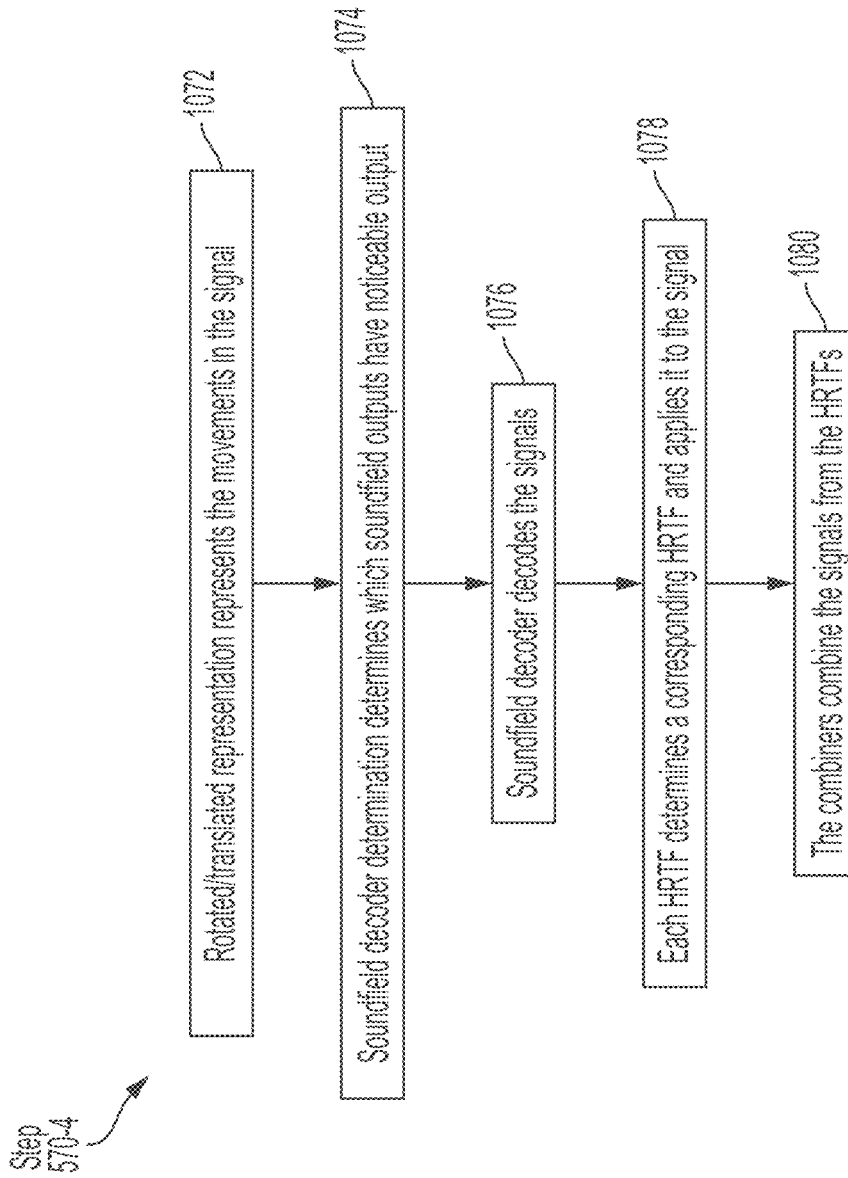 Step
570-4
Rotated/translated representation represents the movements in the signal
1072
Soundfield decoder determination determines which soundfield outputs have noticeable output
1074
Soundfield decoder decodes the signals
1076
Each HRTF determines a corresponding HRTF and applies it to the signal
1078
The combiners combine the signals from the HRTFs
1080